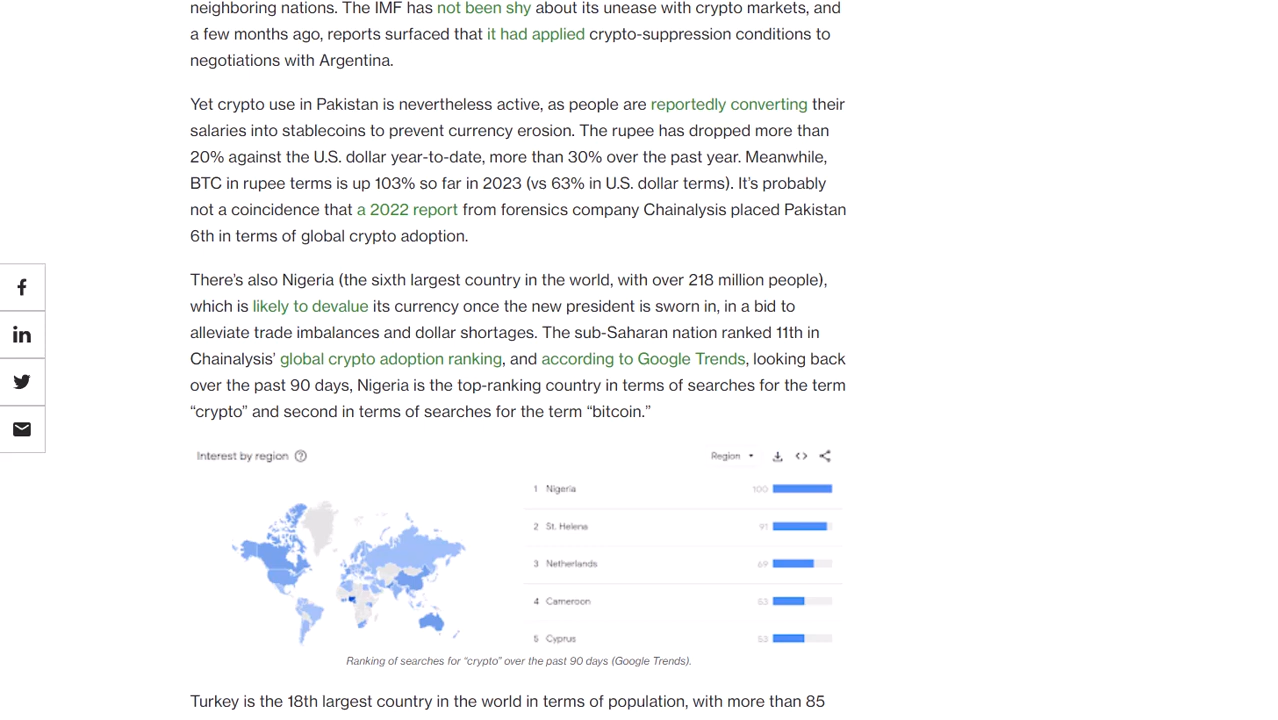 neighboring nations. The IMF has not been shy about its unease with crypto markets, and
a few months ago, reports surfaced that it had applied crypto-suppression conditions to
negotiations with Argentina.
Yet crypto use in Pakistan is nevertheless active, as people are reportedly converting their
salaries into stablecoins to prevent currency erosion. The rupee has dropped more than
20% against the U.S. dollar year-to-date, more than 30% over the past year. Meanwhile,
BTC in rupee terms is up 103% so far in 2023 (vs 63% in U.S. dollar terms). It’s probably
not a coincidence that a 2022 report from forensics company Chainalysis placed Pakistan
6th in terms of global crypto adoption.
There’s also Nigeria (the sixth largest country in the world, with over 218 million people),
which is likely to devalue its currency once the new president is sworn in, in a bid to
alleviate trade imbalances and dollar shortages. The sub-Saharan nation ranked 11th in
Chainalysis’ global crypto adoption ranking, and according to Google Trends, looking back
over the past 90 days, Nigeria is the top-ranking country in terms of searches for the term
“crypto” and second in terms of searches for the term “bitcoin.”
Interest by region
Region
1 Nigeria 100
2 St. Helena 91
3 Netherlands 69
4 Cameroon 53
5 Cyprus 53
Ranking of searches for “crypto” over the past 90 days (Google Trends).
Turkey is the 18th largest country in the world in terms of population, with more than 85